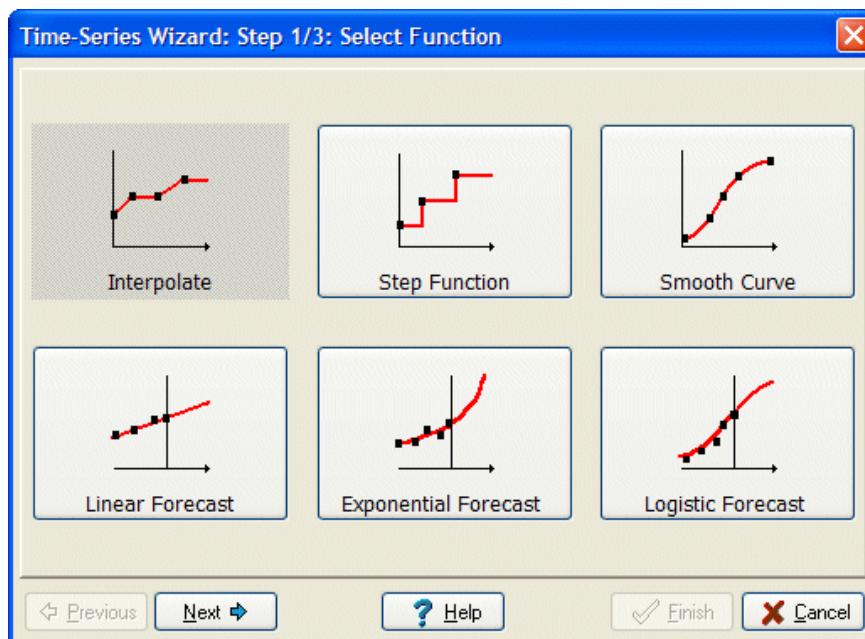 Time-Series Wizard: Step 1/3: Select Function
Interpolate
Step Function
Smooth Curve
Linear Forecast
Exponential Forecast
Logistic Forecast
Previous
Next
Help
Finish
Cancel